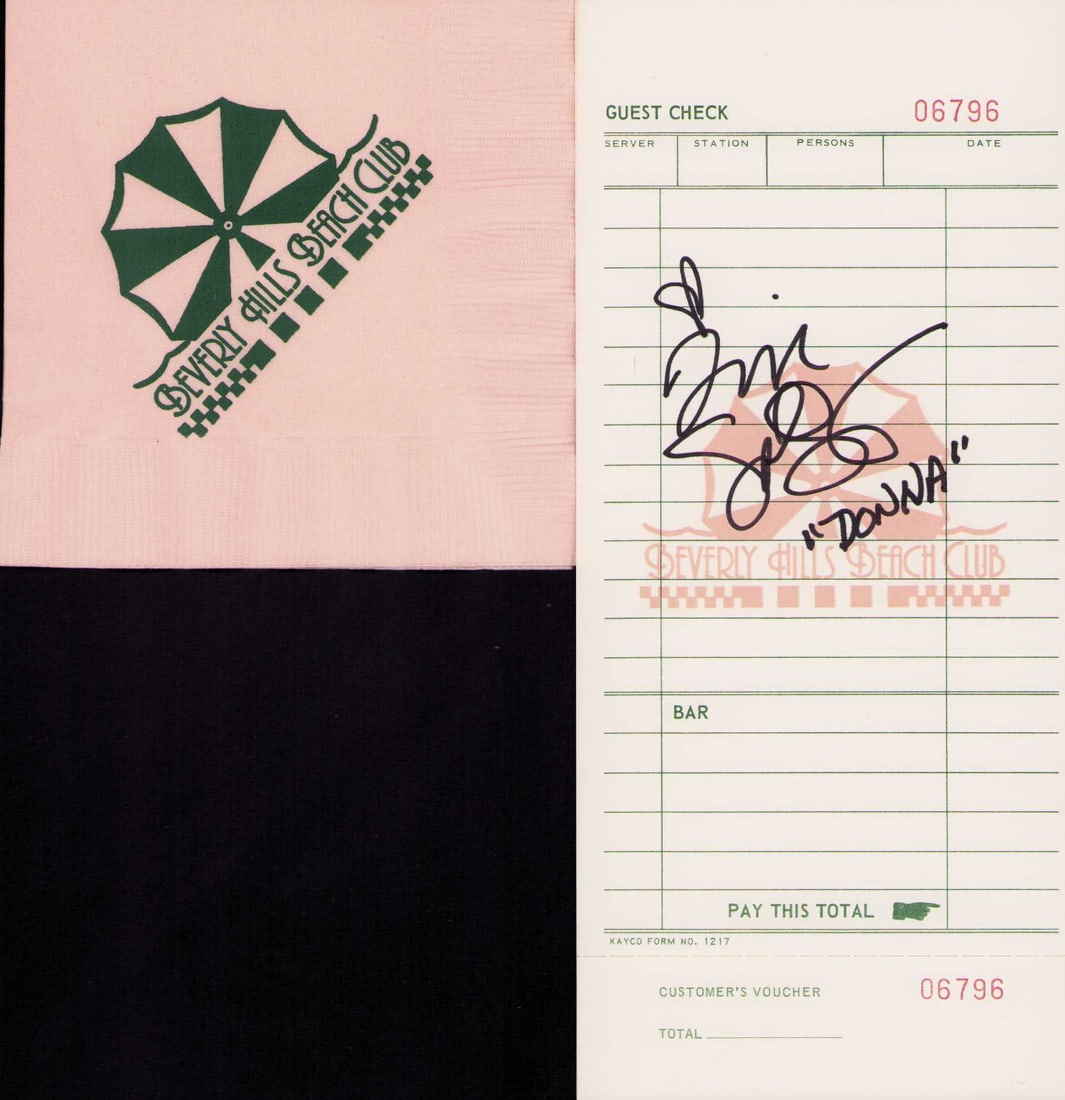 BEVERLY HILLS BEACH CLUB
GUEST CHECK 06796
SERVER STATION PERSONS DATE
"DONNA"
BEVERLY HILLS BEACH CLUB
BAR
PAY THIS TOTAL
KAYCO FORM NO. 1217
CUSTOMER'S VOUCHER 06796
TOTAL